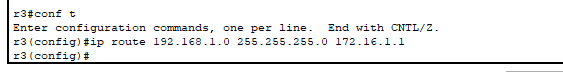 r3#conf t
Enter configuration commands, one per line.  End with CNTL/Z.
r3(config)#ip route 192.168.1.0 255.255.255.0 172.16.1.1
r3(config)#